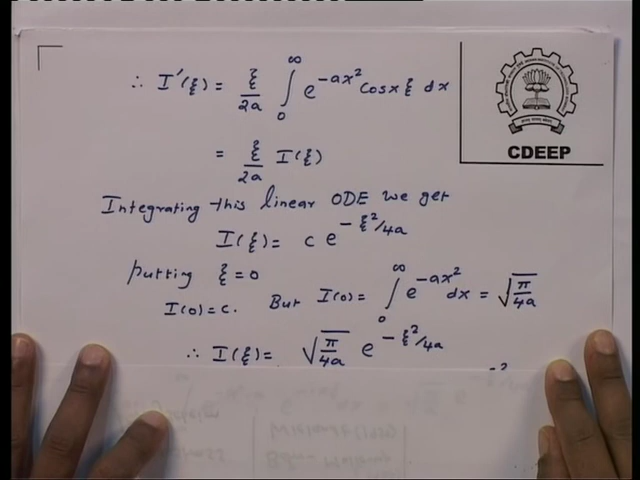 ∴ I'(ξ) = ξ/2a ∫₀^∞ e^{-ax²} cos xξ dx
CDEEP
= ξ/2a I(ξ)
Integrating this linear ODE we get
I(ξ) = c e^{-ξ²/4a}
putting ξ = 0
I(0) = c. But I(0) = ∫₀^∞ e^{-ax²} dx = √(π/4a)
∴ I(ξ) = √(π/4a) e^{-ξ²/4a}